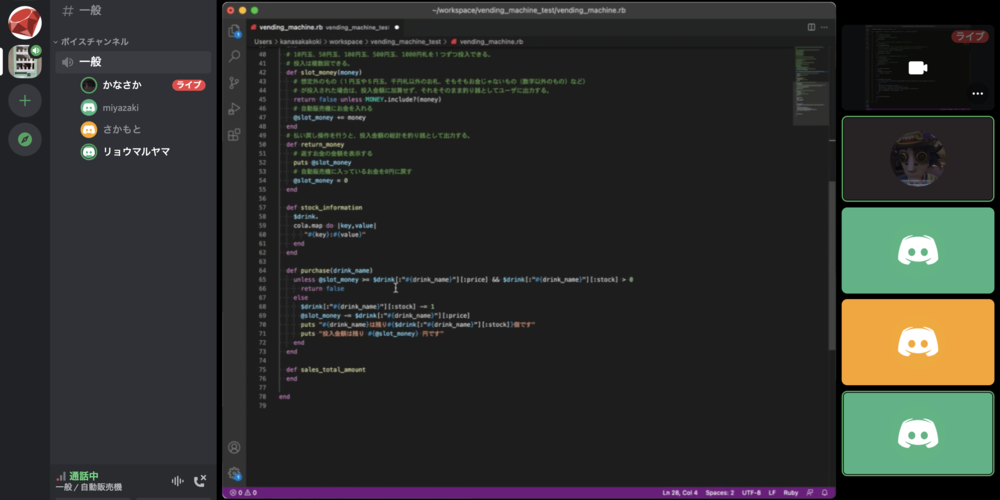 # 一般
ボイスチャンネル
一般
かなさか
ライブ
miyazaki
さかもと
リョウマルヤマ
通話中
一般 / 自動販売機
~/workspace/vending_machine_test/vending_machine.rb
vending_machine.rb vending_machine_tes
Users > kanasakakoki > workspace > vending_machine_test > vending_machine.rb
40 # 10円玉、50円玉、100円玉、500円玉、1000円札を1つずつ投入できる。
41 # 投入は複数回できる。
42 def slot_money(money)
43 # 想定外のもの（1円玉や5円玉。千円札以外のお札、そもそもお金じゃないもの（数字以外のもの）など）
44 # が投入された場合は、投入金額に加算せず、それをそのまま釣り銭としてユーザに出力する。
45 return false unless MONEY.include?(money)
46 # 自動販売機にお金を入れる
47 @slot_money += money
48 end
49 # 払い戻し操作を行うと、投入金額の総計を釣り銭として出力する。
50 def return_money
51 # 返すお金の金額を表示する
52 puts @slot_money
53 # 自動販売機に入っているお金を0円に戻す
54 @slot_money = 0
55 end
56
57 def stock_information
58 $drink.
59 cola.map do |key,value|
60 "#{key}:#{value}"
61 end
62 end
63
64 def purchase(drink_name)
65 unless @slot_money >= $drink[:"#{drink_name}"][:price] && $drink[:"#{drink_name}"][:stock] > 0
66 return false
67 else
68 $drink[:"#{drink_name}"][:stock] -= 1
69 @slot_money -= $drink[:"#{drink_name}"][:price]
70 puts "#{drink_name}は残り#{$drink[:"#{drink_name}"][:stock]}個です"
71 puts "投入金額は残り #{@slot_money} 円です"
72 end
73 end
74
75 def sales_total_amount
76 end
77
78 end
79
0 0
Ln 28, Col 4 Spaces: 2 UTF-8 LF Ruby
ライブ